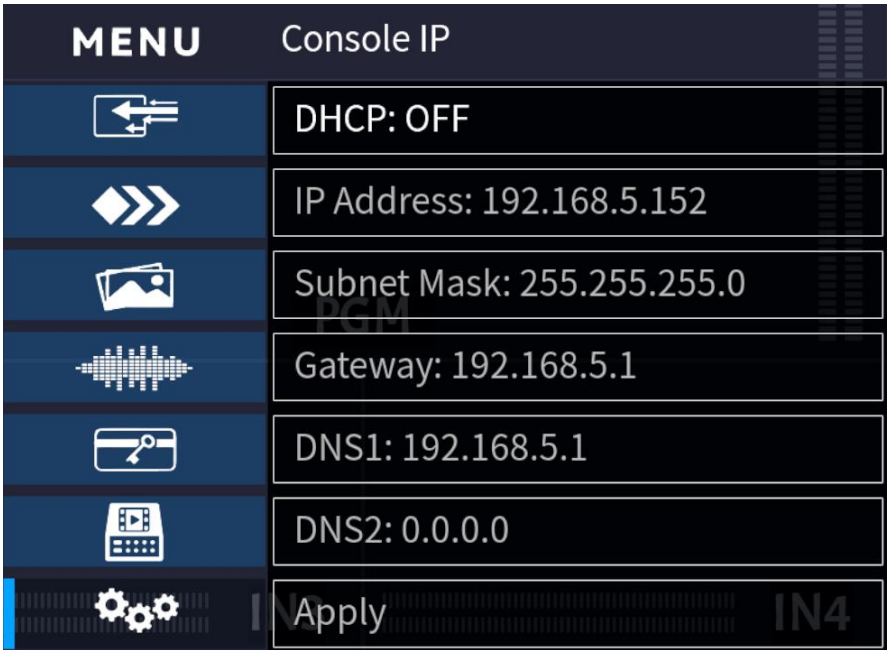 MENU Console IP
DHCP: OFF
IP Address: 192.168.5.152
Subnet Mask: 255.255.255.0
PGM
Gateway: 192.168.5.1
DNS1: 192.168.5.1
DNS2: 0.0.0.0
IN3
Apply
IN4